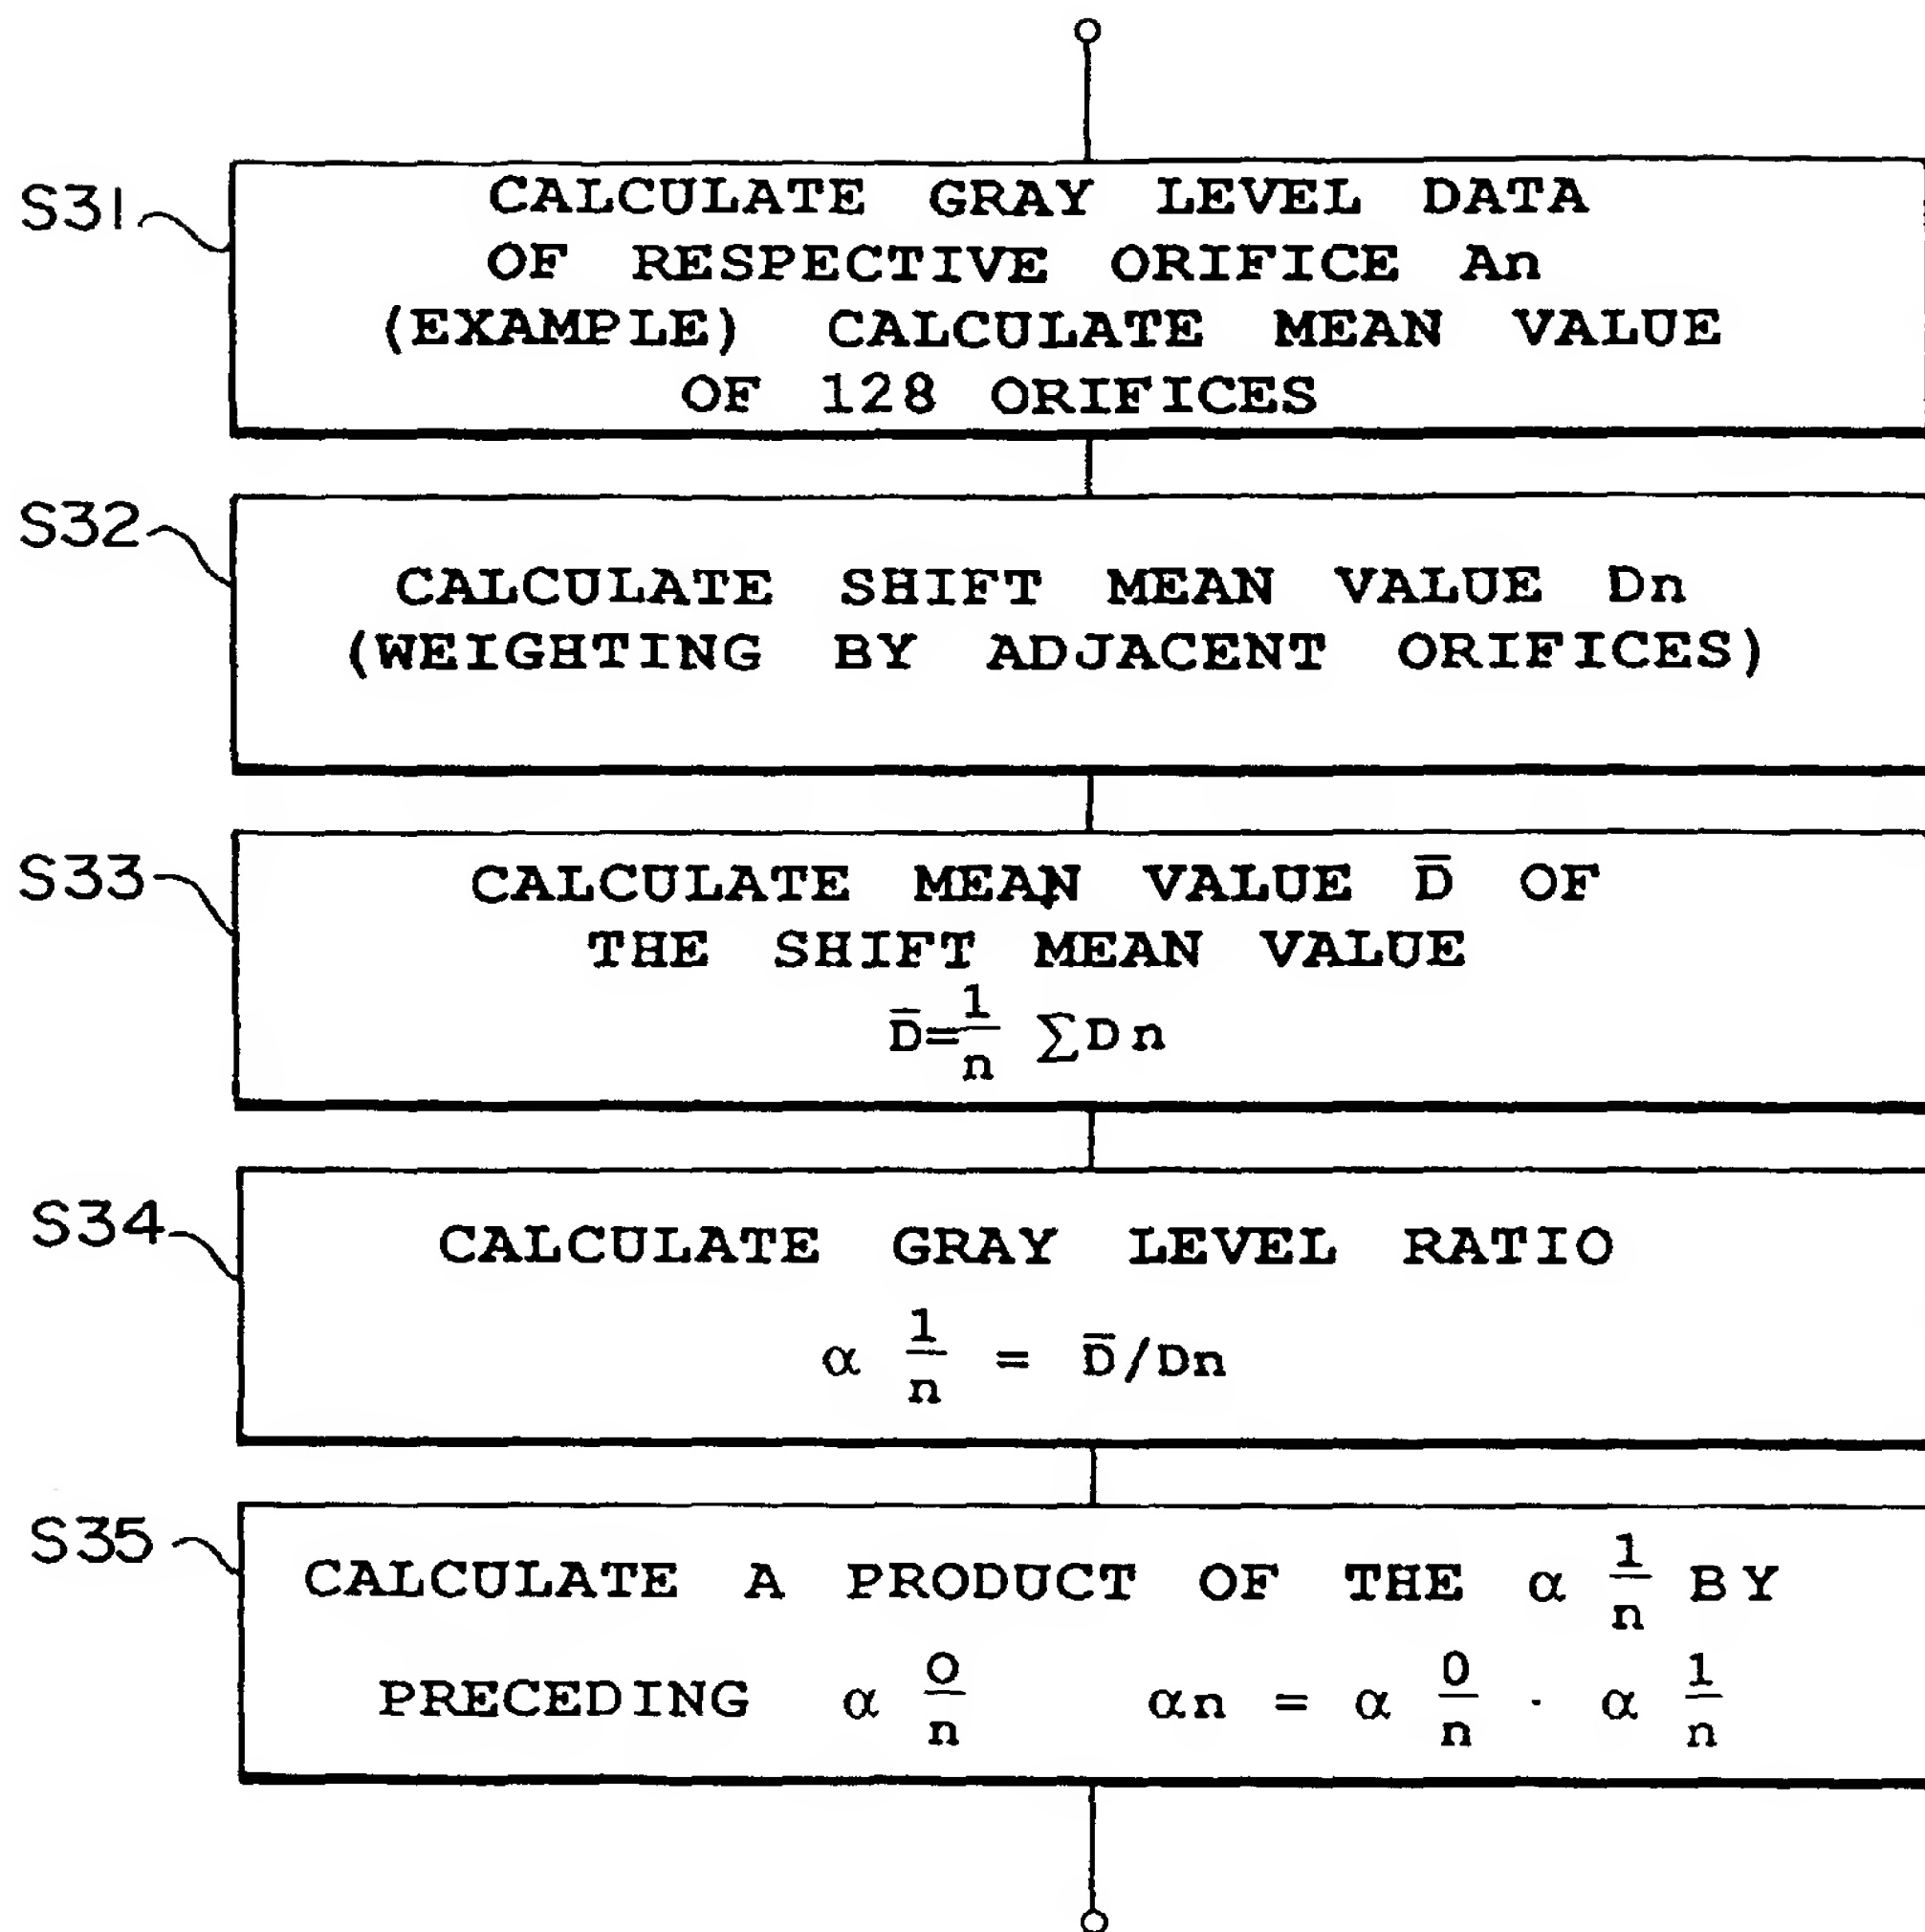 S31
CALCULATE GRAY LEVEL DATA
OF RESPECTIVE ORIFICE An
(EXAMPLE) CALCULATE MEAN VALUE
OF 128 ORIFICES
S32
CALCULATE SHIFT MEAN VALUE Dn
(WEIGHTING BY ADJACENT ORIFICES)
S33
CALCULATE MEAN VALUE D̄ OF
THE SHIFT MEAN VALUE
D̄=1/n ΣDn
S34
CALCULATE GRAY LEVEL RATIO
α 1/n = D̄/Dn
S35
CALCULATE A PRODUCT OF THE α 1/n BY
PRECEDING α O/n αn = α 0/n · α 1/n